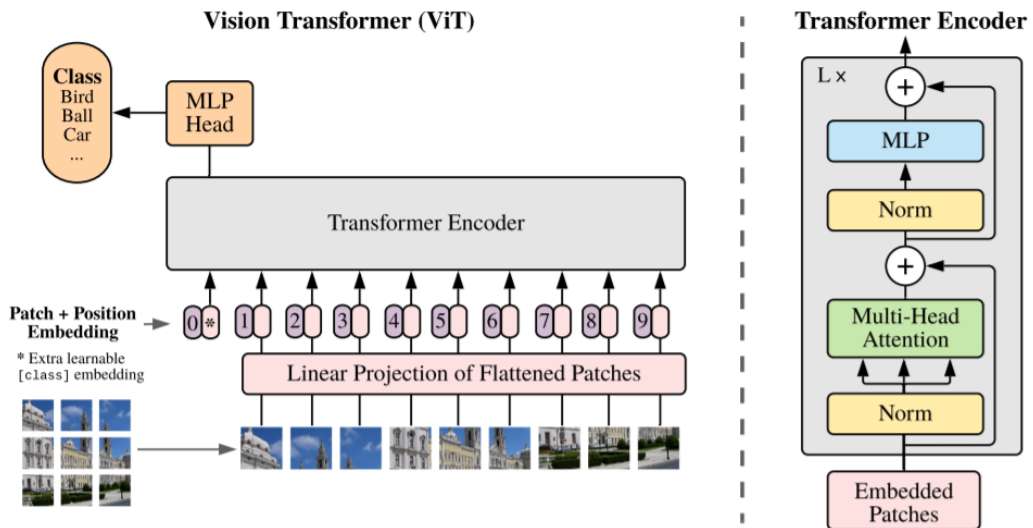 Vision Transformer (ViT)
Class
Bird
Ball
Car
...
MLP
Head
Transformer Encoder
Patch + Position
Embedding
0 * 1 2 3 4 5 6 7 8 9
* Extra learnable
[class] embedding
Linear Projection of Flattened Patches
Transformer Encoder
L x
+
MLP
Norm
+
Multi-Head
Attention
Norm
Embedded
Patches